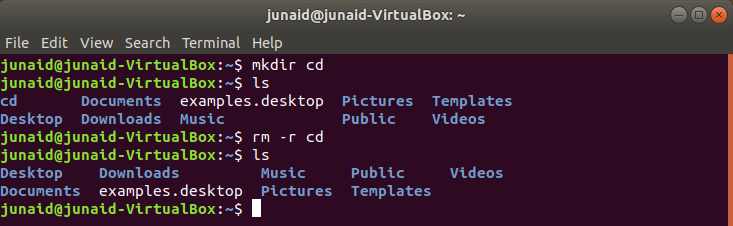 junaid@junaid-VirtualBox: ~
File Edit View Search Terminal Help
junaid@junaid-VirtualBox:~$ mkdir cd
junaid@junaid-VirtualBox:~$ ls
cd       Documents  examples.desktop  Pictures  Templates
Desktop  Downloads  Music             Public    Videos
junaid@junaid-VirtualBox:~$ rm -r cd
junaid@junaid-VirtualBox:~$ ls
Desktop    Downloads         Music     Public     Videos
Documents  examples.desktop  Pictures  Templates
junaid@junaid-VirtualBox:~$